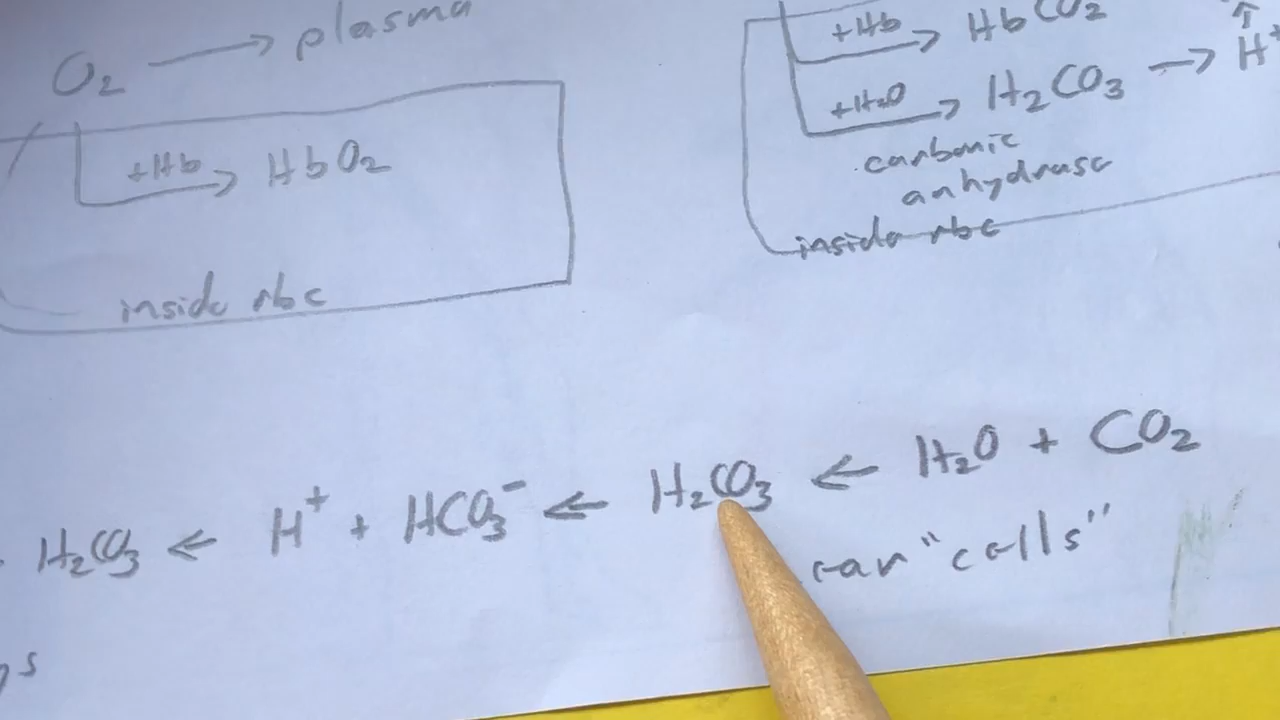 O₂ → plasma
+Hb → HbO₂
inside rbc
+Hb → HbCO₂
+H₂O → H₂CO₃ → H⁺
carbonic
anhydrase
inside rbc
H₂CO₃ ← H⁺ + HCO₃⁻ ← H₂CO₃ ← H₂O + CO₂
"cells"